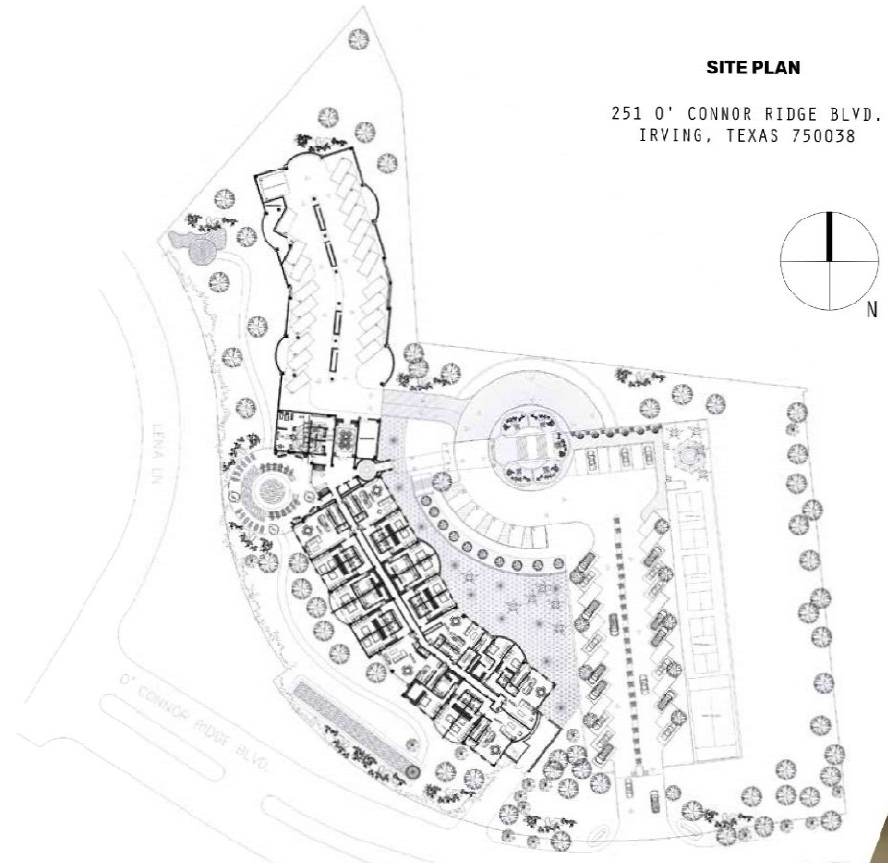 SITE PLAN
251 O' CONNOR RIDGE BLVD.
IRVING, TEXAS 750038
N
LENA LN
O' CONNOR RIDGE BLVD.